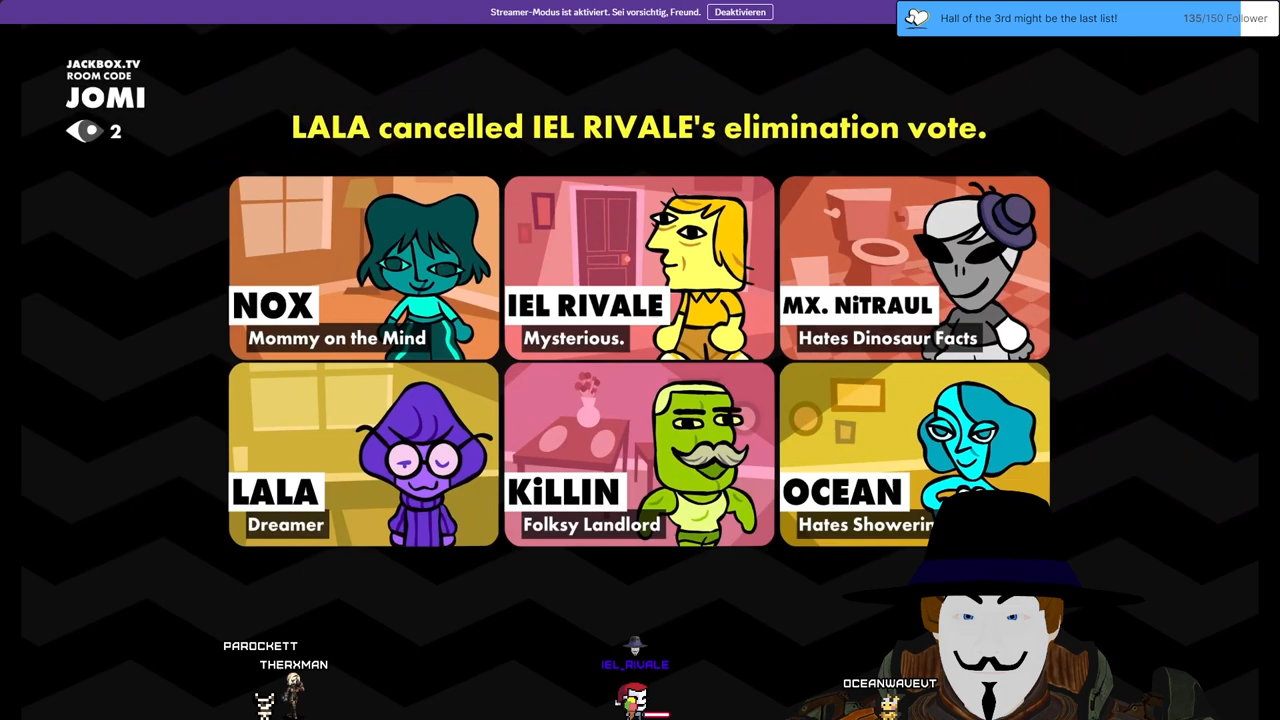 Streamer-Modus ist aktiviert. Sei vorsichtig, Freund. Deaktivieren
Hall of the 3rd might be the last list! 135/150 Follower
JACKBOX.TV
ROOM CODE
JOMI
2
LALA cancelled IEL RIVALE's elimination vote.
NOX
Mommy on the Mind
IEL RIVALE
Mysterious.
MX. NiTRAUL
Hates Dinosaur Facts
LALA
Dreamer
KiLLIN
Folksy Landlord
OCEAN
Hates Showerin
PAROCKETT
THERXMAN
IEL_RIVALE
OCEANWAVEVT